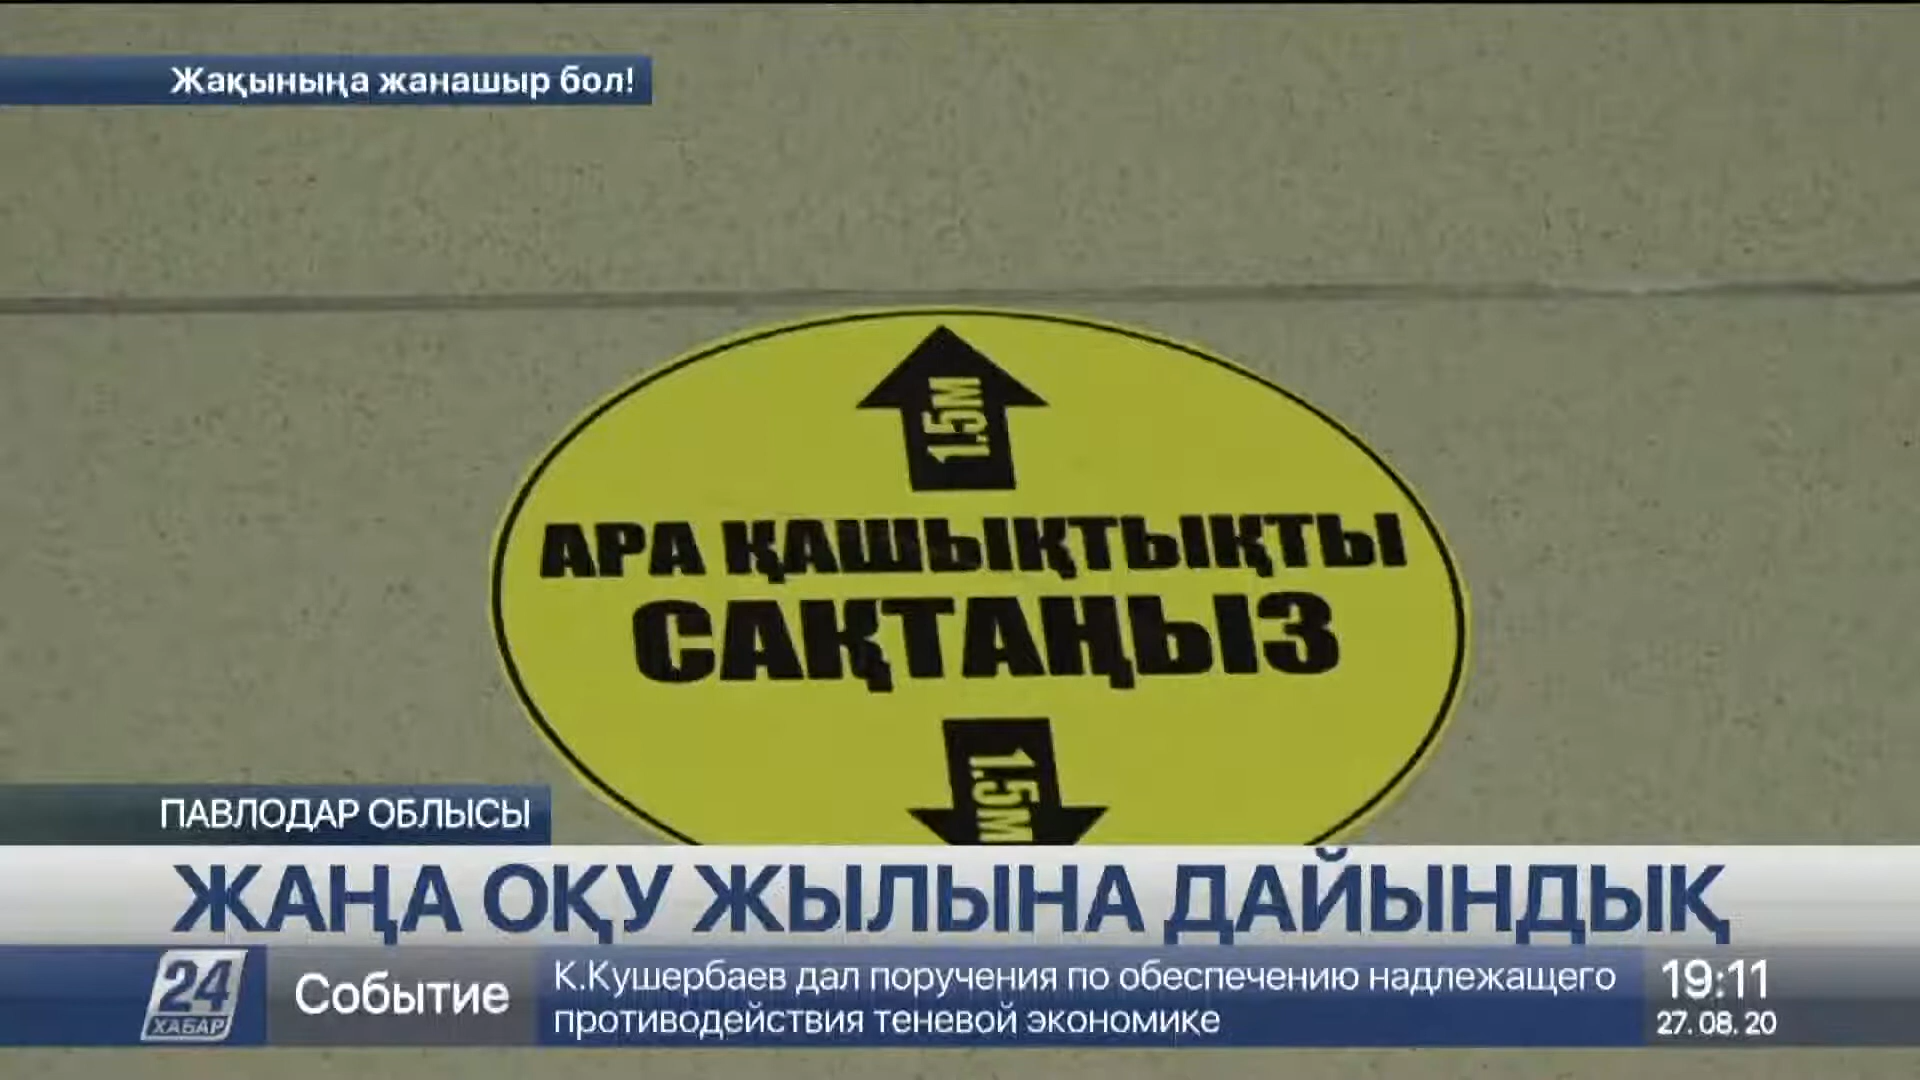 Жақыныңа жанашыр бол!
1.5М
АРА ҚАШЫҚТЫҚТЫ
САҚТАҢЫЗ
1.5М
ПАВЛОДАР ОБЛЫСЫ
ЖАҢА ОҚУ ЖЫЛЫНА ДАЙЫНДЫҚ
24
ХАБАР
Событие
К.Кушербаев дал поручения по обеспечению надлежащего
противодействия теневой экономике
19:11
27. 08. 20